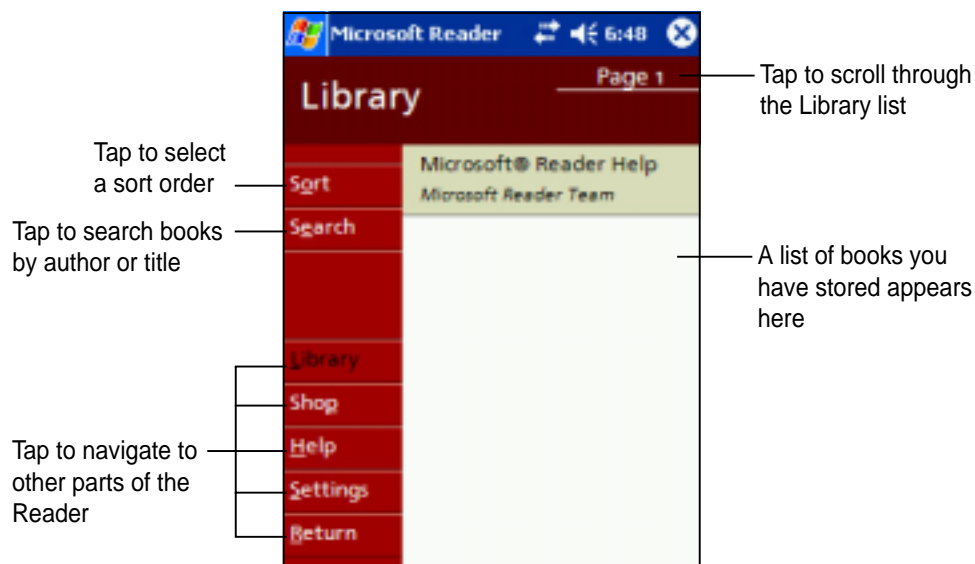 Microsoft Reader 6:48
Page 1
Library
Tap to scroll through
the Library list
Tap to select
a sort order
Sort
Microsoft® Reader Help
Microsoft Reader Team
Tap to search books
by author or title
Search
A list of books you
have stored appears
here
Library
Shop
Help
Settings
Return
Tap to navigate to
other parts of the
Reader